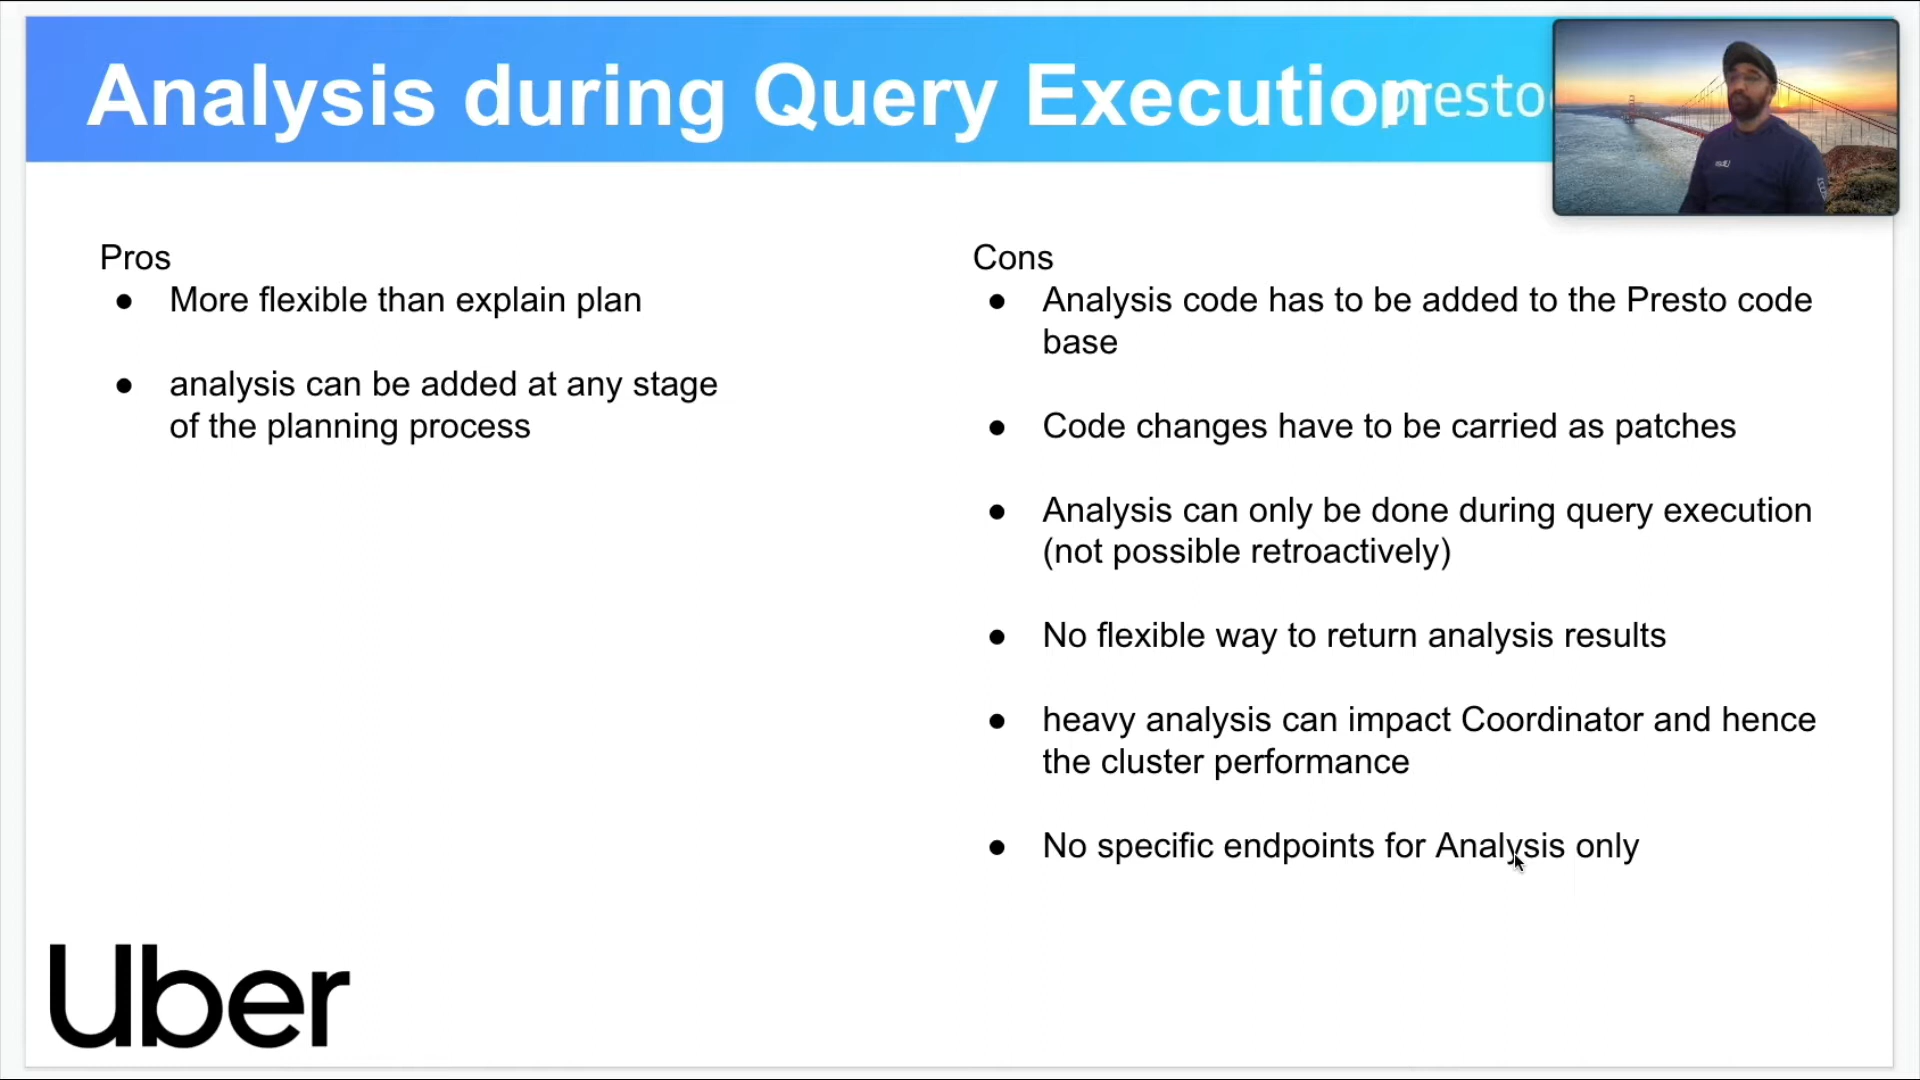 Analysis during Query Execution
presto
Pros
● More flexible than explain plan
● analysis can be added at any stage
of the planning process
Cons
● Analysis code has to be added to the Presto code
base
● Code changes have to be carried as patches
● Analysis can only be done during query execution
(not possible retroactively)
● No flexible way to return analysis results
● heavy analysis can impact Coordinator and hence
the cluster performance
● No specific endpoints for Analysis only
Uber